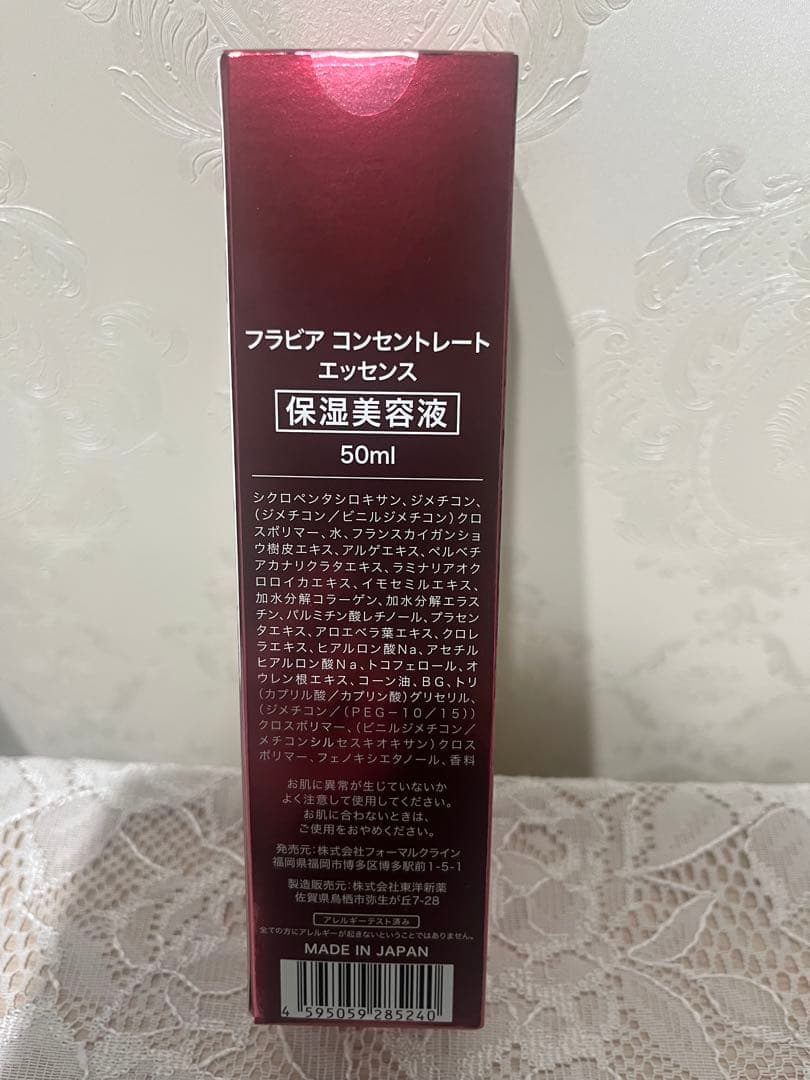 フラビア コンセントレート
エッセンス
保湿美容液
50ml
シクロペンタシロキサン、ジメチコン、
(ジメチコン/ビニルジメチコン)クロ
スポリマー、水、フランスカイガンショ
ウ樹皮エキス、アルゲエキス、ペルベチ
アカナリクラタエキス、ラミナリアオク
ロロイカエキス、イモセミルエキス、
加水分解コラーゲン、加水分解エラス
チン、パルミチン酸レチノール、プラセン
タエキス、アロエベラ葉エキス、クロレ
ラエキス、ヒアルロン酸Na、アセチル
ヒアルロン酸Na、トコフェロール、オ
ウレン根エキス、コーン油、BG、トリ
(カプリル酸/カプリン酸)グリセリル、
(ジメチコン/(PEG-10/15))
クロスポリマー、(ビニルジメチコン/
メチコンシルセスキオキサン)クロス
ポリマー、フェノキシエタノール、香料
お肌に異常が生じていないか
よく注意して使用してください。
お肌に合わないときは、
ご使用をおやめください。
発売元:株式会社フォーマルクライン
福岡県福岡市博多区博多駅前1-5-1
製造販売元:株式会社東洋新薬
佐賀県鳥栖市弥生が丘7-28
アレルギーテスト済み
全ての方にアレルギーが起きないということではありません。
MADE IN JAPAN
4 595059 285240